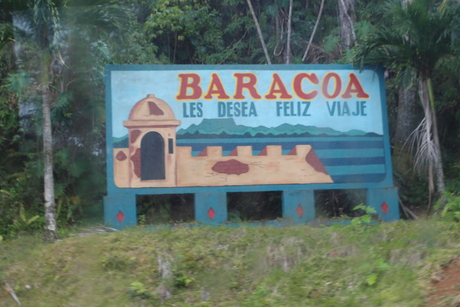 BARACOA
LES DESEA FELIZ VIAJE